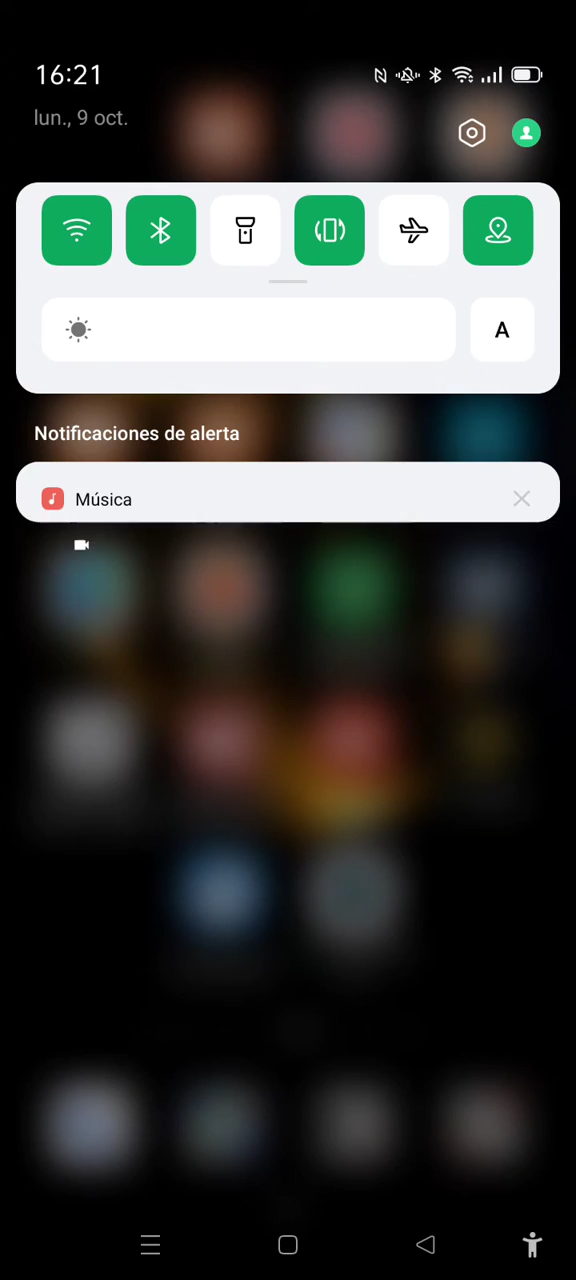 16:21
lun., 9 oct.
A
Notificaciones de alerta
Música